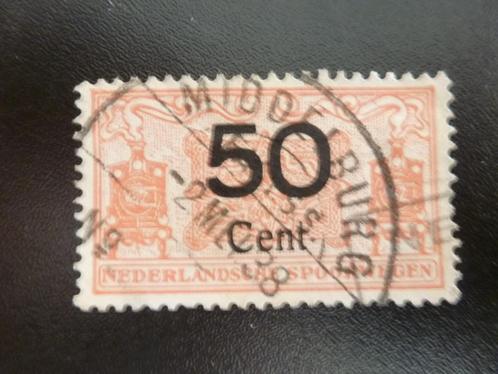 MIDDELBURG
50
Cent.
NEDERLANDSCHE SPOORWEGEN